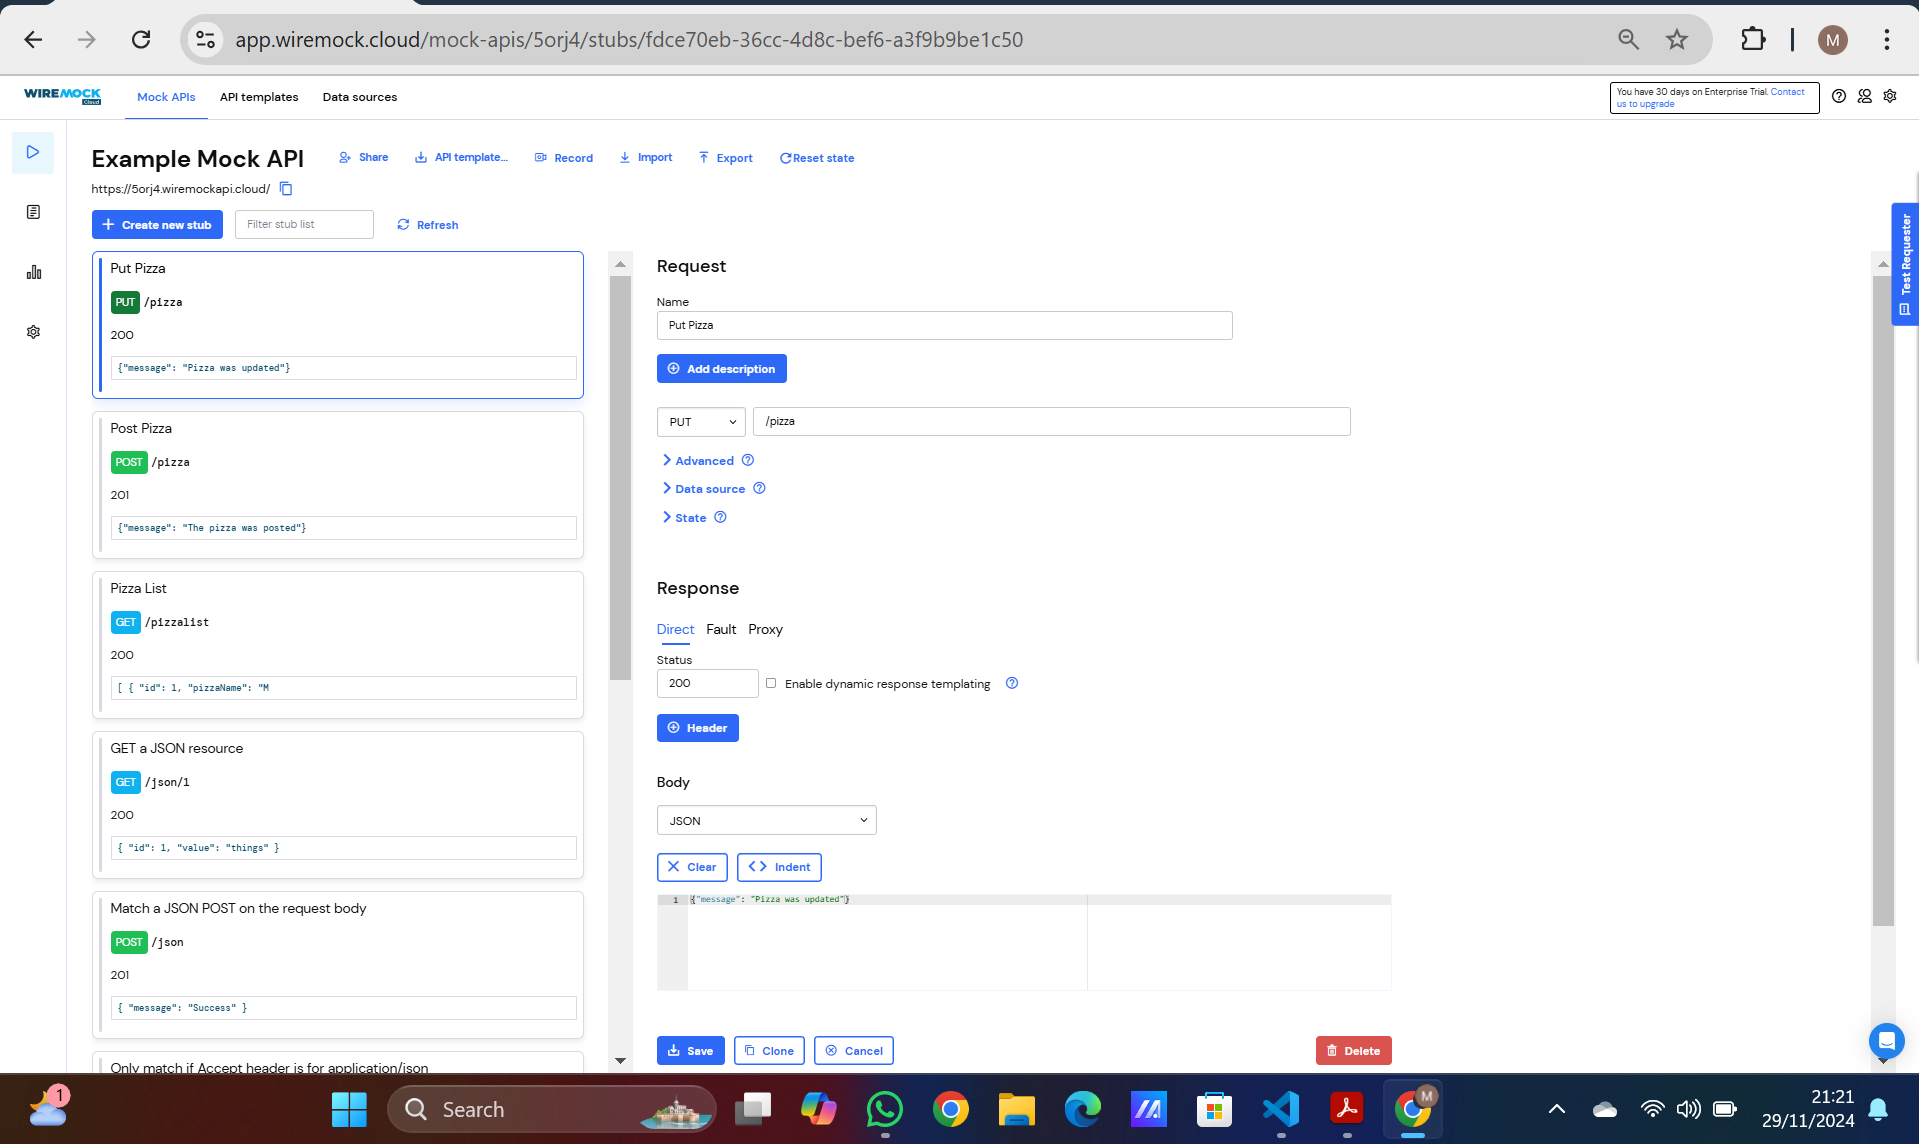 app.wiremock.cloud/mock-apis/5orj4/stubs/fdce70eb-36cc-4d8c-bef6-a3f9b9be1c50
M
WIREMOCK
Cloud
Mock APIs
API templates
Data sources
You have 30 days on Enterprise Trial. Contact
us to upgrade
Example Mock API
Share
API template...
Record
Import
Export
Reset state
https://5orj4.wiremockapi.cloud/
Create new stub
Filter stub list
Refresh
Test Requester
Put Pizza
PUT /pizza
200
{"message": "Pizza was updated"}
Post Pizza
POST /pizza
201
{"message": "The pizza was posted"}
Pizza List
GET /pizzalist
200
[ { "id": 1, "pizzaName": "M
GET a JSON resource
GET /json/1
200
{ "id": 1, "value": "things" }
Match a JSON POST on the request body
POST /json
201
{ "message": "Success" }
Only match if Accept header is for application/json
Request
Name
Put Pizza
Add description
PUT
/pizza
Advanced
Data source
State
Response
Direct Fault Proxy
Status
200
Enable dynamic response templating
Header
Body
JSON
Clear
Indent
1 {"message": "Pizza was updated"}
Save
Clone
Cancel
Delete
1
Search
M
21:21
29/11/2024